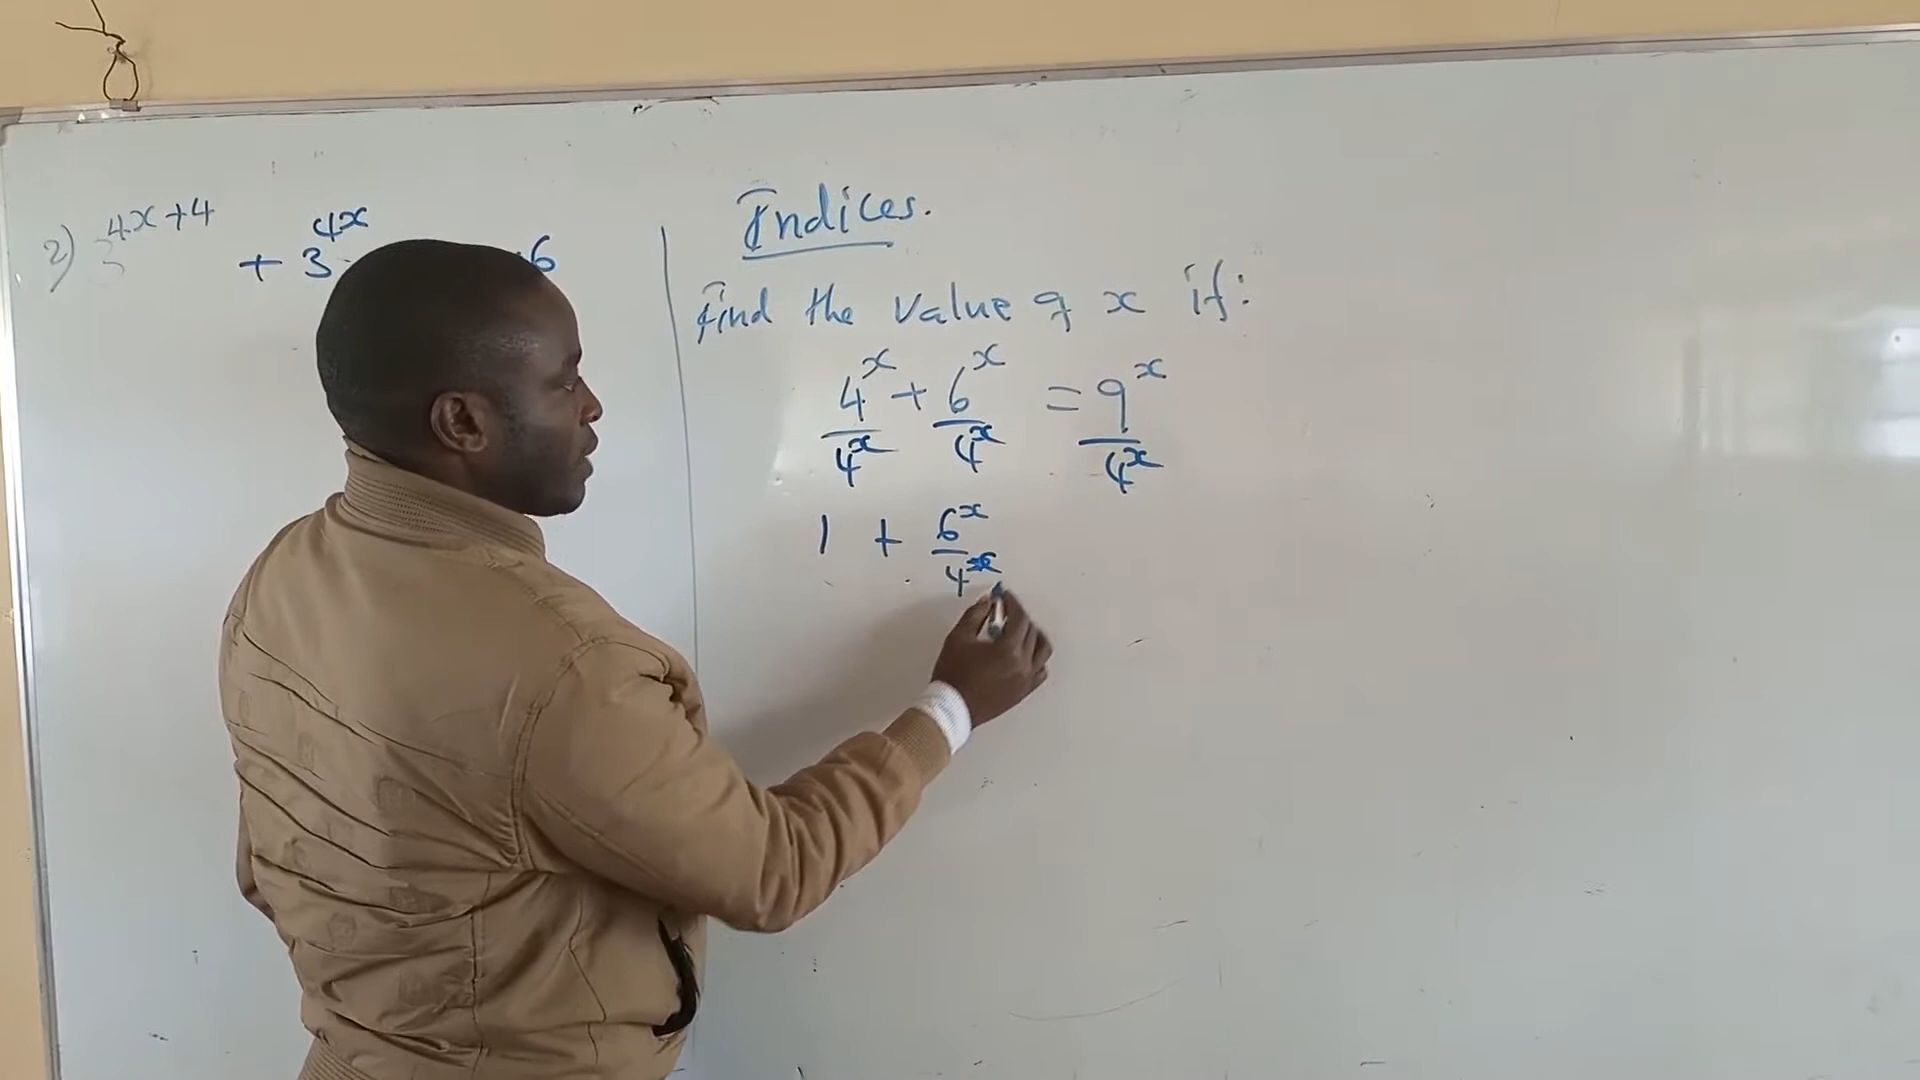 2) 3^{4x+4} + 3^{4x} 6
Indices.
Find the value of x if:
4^x/4^x + 6^x/4^x = 9^x/4^x
1 + 6^x/4^x